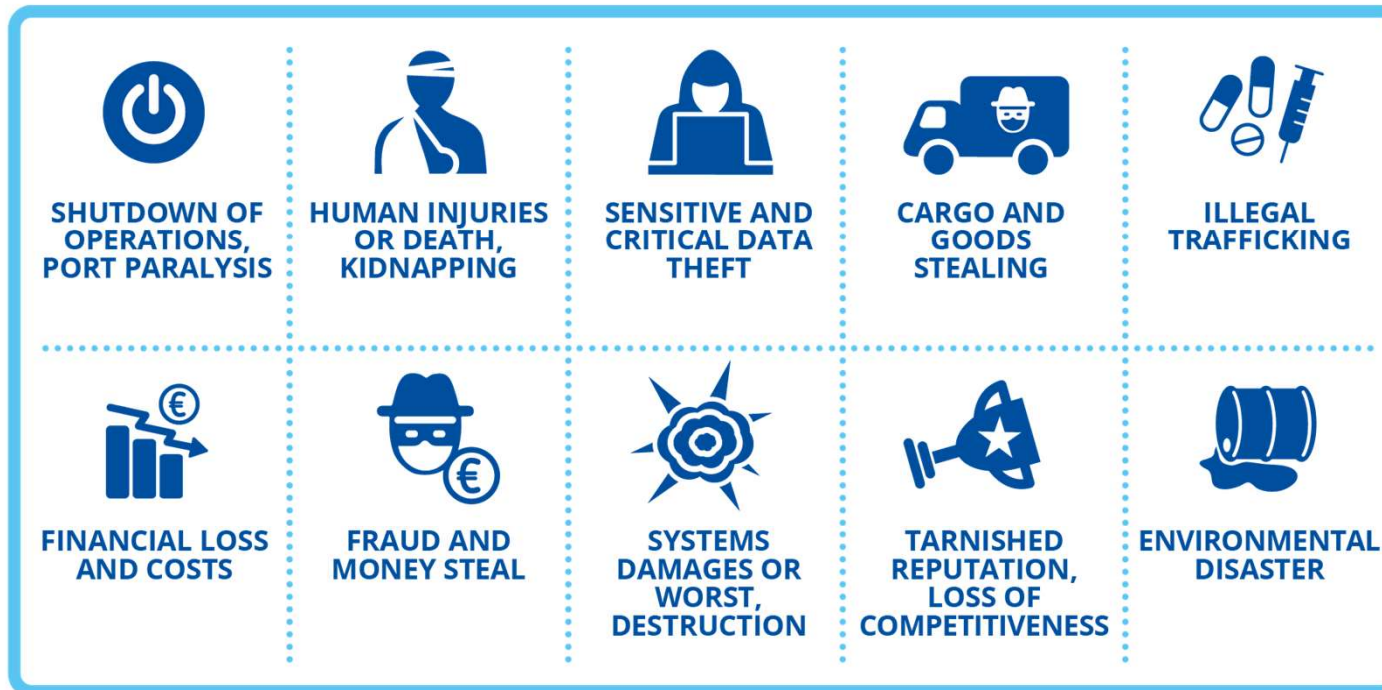 SHUTDOWN OF
OPERATIONS,
PORT PARALYSIS
HUMAN INJURIES
OR DEATH,
KIDNAPPING
SENSITIVE AND
CRITICAL DATA
THEFT
CARGO AND
GOODS
STEALING
ILLEGAL
TRAFFICKING
€
FINANCIAL LOSS
AND COSTS
€
FRAUD AND
MONEY STEAL
SYSTEMS
DAMAGES OR
WORST,
DESTRUCTION
TARNISHED
REPUTATION,
LOSS OF
COMPETITIVENESS
ENVIRONMENTAL
DISASTER